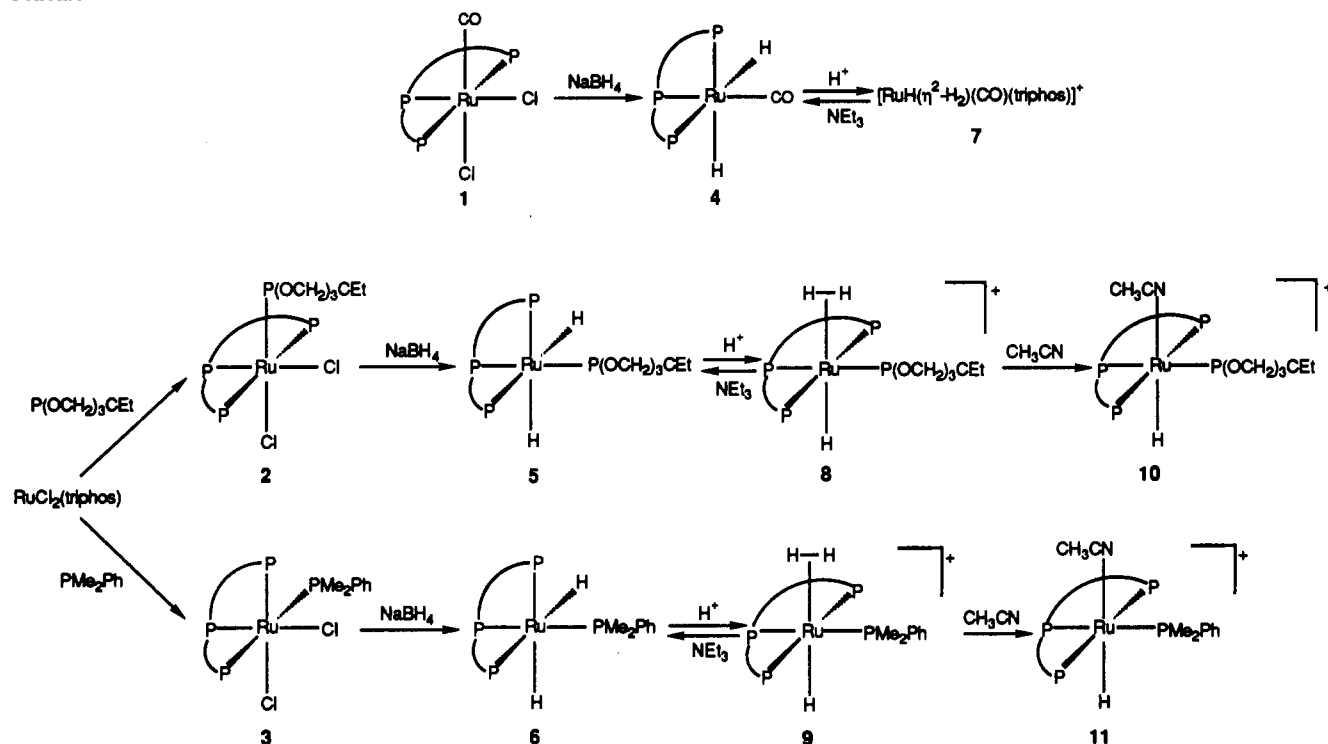 CO
P
H
P
P Ru Cl NaBH₄ P Ru CO H⁺ [RuH(η²-H₂)(CO)(triphos)]⁺
NEt₃
P P
Cl H 7
1 4
P(OCH₂)₃CEt P H—H + CH₃CN +
P H P P
P Ru Cl NaBH₄ P Ru P(OCH₂)₃CEt H⁺ P Ru P(OCH₂)₃CEt CH₃CN P Ru P(OCH₂)₃CEt
NEt₃
P(OCH₂)₃CEt P P P P
Cl H H H
2 5 8 10
RuCl₂(triphos)
P P H—H + CH₃CN +
PMe₂Ph PMe₂Ph H P P
P Ru Cl NaBH₄ P Ru PMe₂Ph H⁺ P Ru PMe₂Ph CH₃CN P Ru PMe₂Ph
NEt₃
P P P P
Cl H H H
3 6 9 11